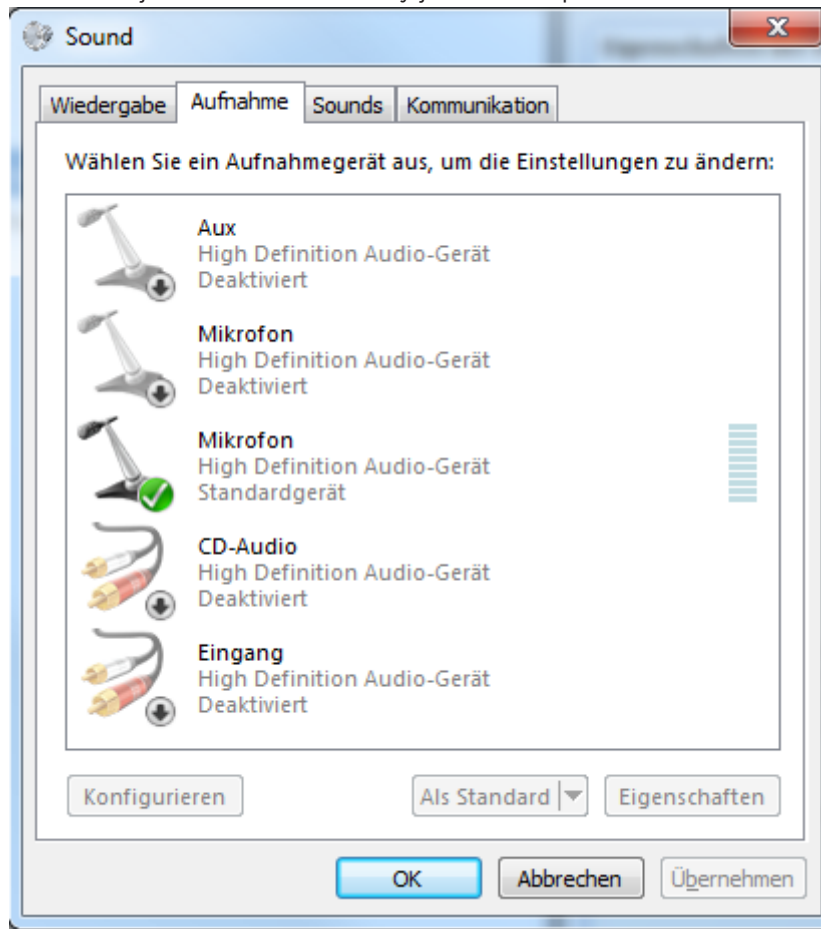 Sound
Wiedergabe Aufnahme Sounds Kommunikation
Wählen Sie ein Aufnahmegerät aus, um die Einstellungen zu ändern:
Aux
High Definition Audio-Gerät
Deaktiviert
Mikrofon
High Definition Audio-Gerät
Deaktiviert
Mikrofon
High Definition Audio-Gerät
Standardgerät
CD-Audio
High Definition Audio-Gerät
Deaktiviert
Eingang
High Definition Audio-Gerät
Deaktiviert
Konfigurieren Als Standard Eigenschaften
OK Abbrechen Übernehmen